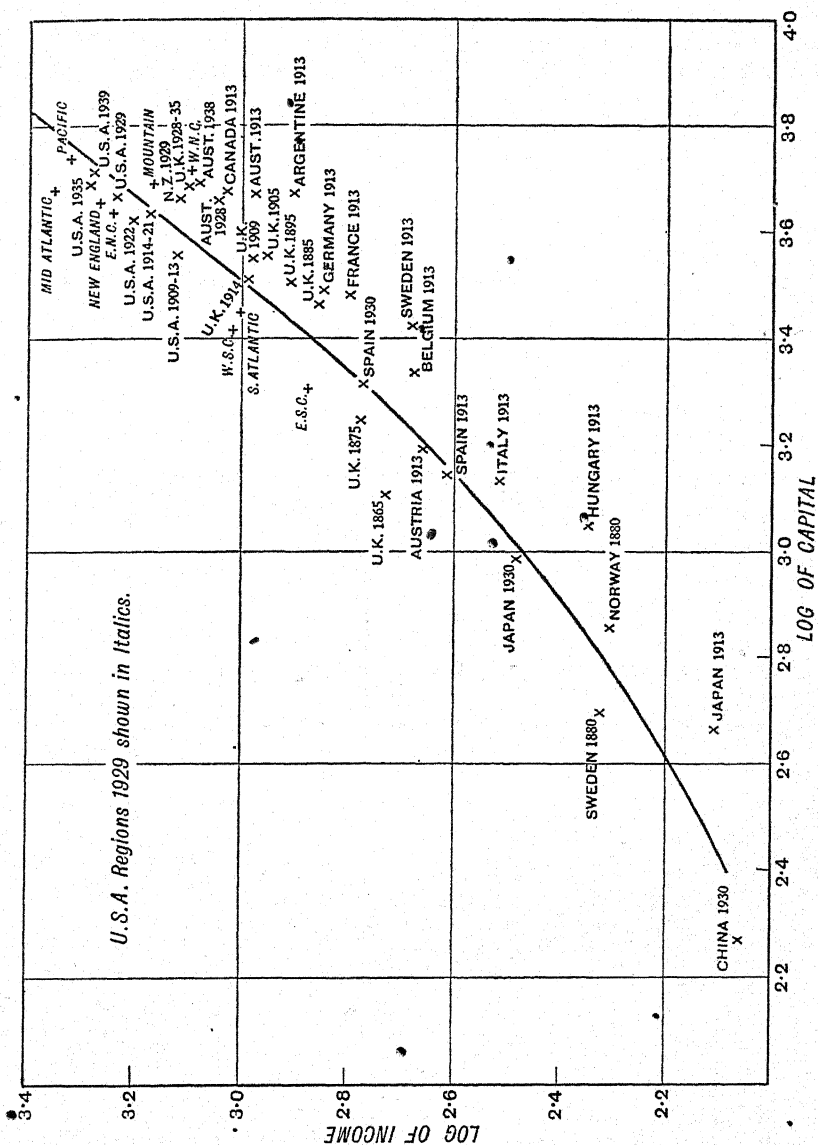 U.S.A. Regions 1929 shown in Italics.
LOG OF INCOME
3·4
3·2
3·0
2·8
2·6
2·4
2·2
MID ATLANTIC
PACIFIC
U.S.A. 1935
U.S.A. 1939
NEW ENGLAND
E.N.C.
U.S.A. 1929
U.S.A. 1922
MOUNTAIN
U.S.A. 1914-21
N.Z. 1929
U.K. 1928-35
U.S.A. 1909-13
W.N.C.
AUST. 1938
AUST.
1928
CANADA 1913
U.K. 1914
U.K.
1909
AUST. 1913
W.S.C.
S. ATLANTIC
U.K. 1905
U.K. 1895
ARGENTINE 1913
U.K. 1885
GERMANY 1913
E.S.C.
FRANCE 1913
SPAIN 1930
U.K. 1875
SWEDEN 1913
BELGIUM 1913
U.K. 1865
AUSTRIA 1913
SPAIN 1913
ITALY 1913
JAPAN 1930
HUNGARY 1913
NORWAY 1880
SWEDEN 1880
JAPAN 1913
CHINA 1930
2·2
2·4
2·6
2·8
3·0
3·2
3·4
3·6
3·8
4·0
LOG OF CAPITAL